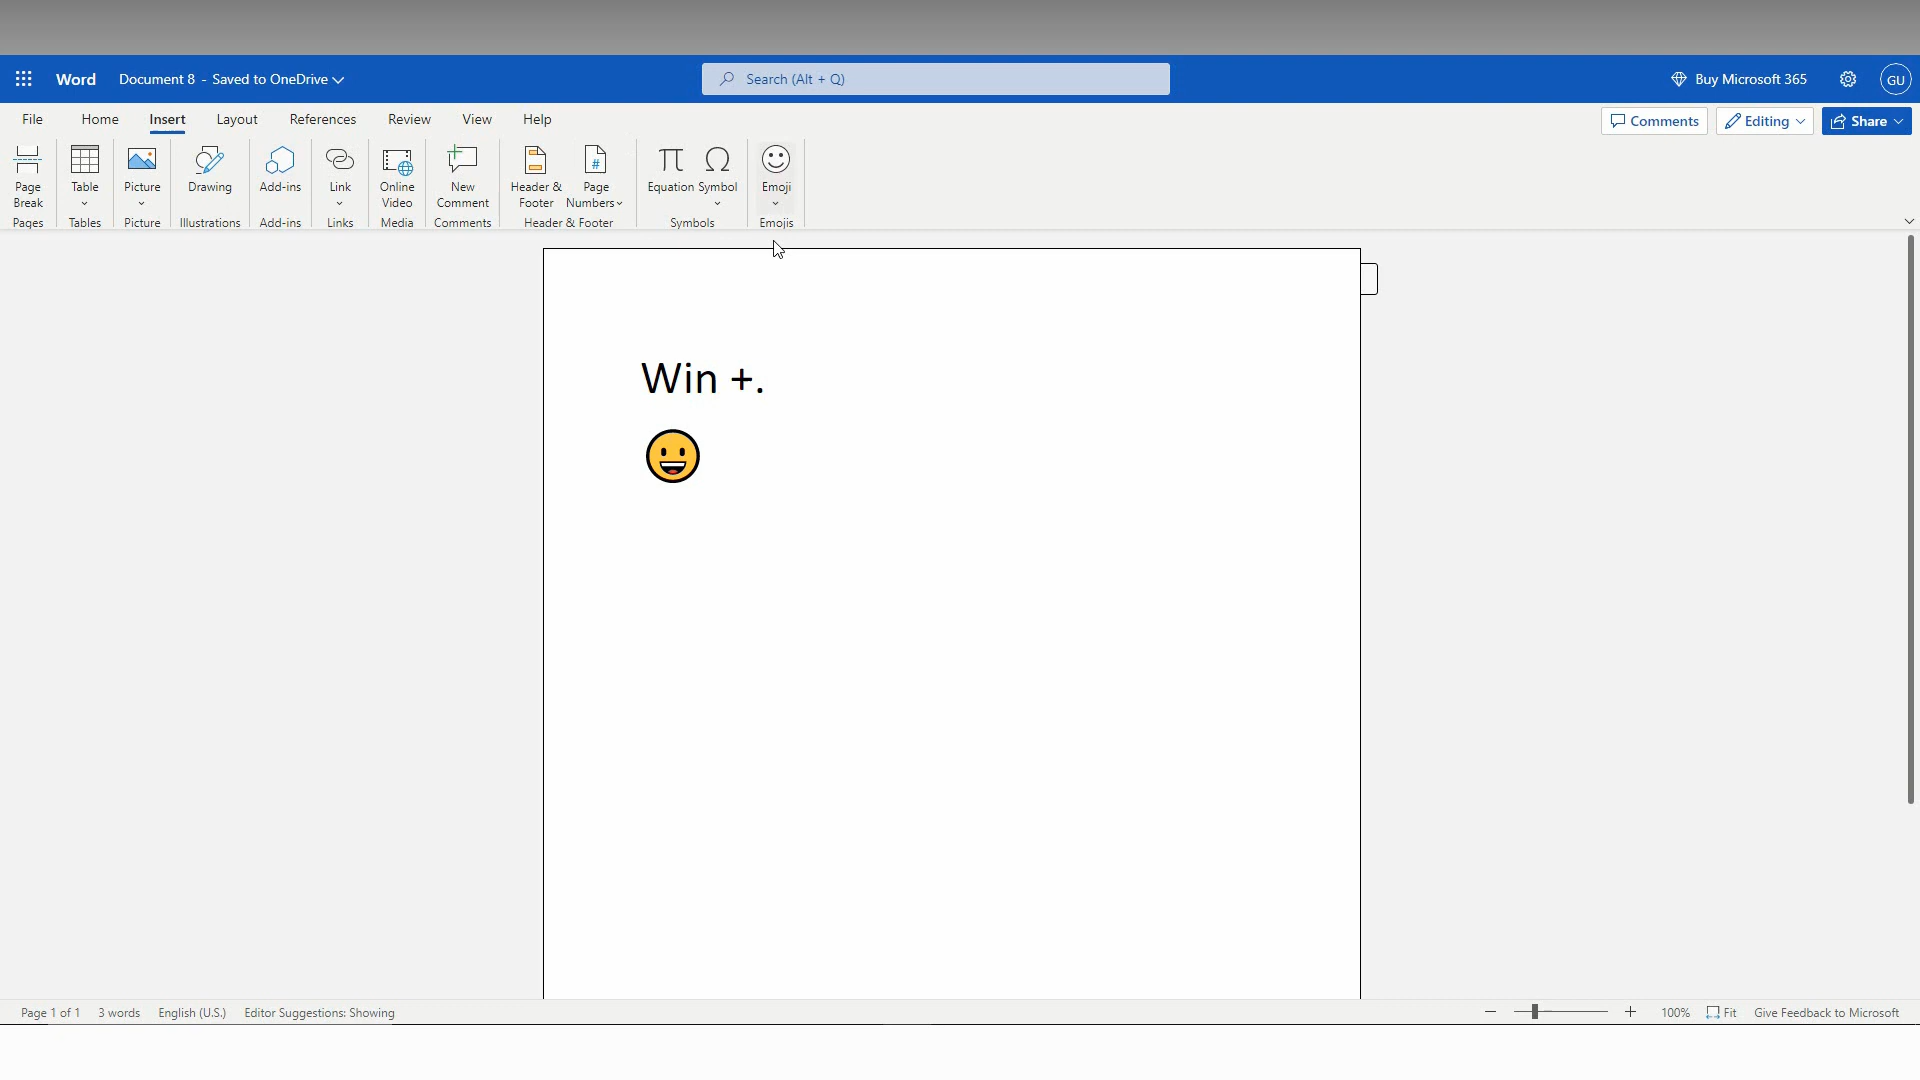 Word
Document 8 - Saved to OneDrive
Search (Alt + Q)
Buy Microsoft 365
GU
File
Home
Insert
Layout
References
Review
View
Help
Comments
Editing
Share
Page Break
Table
Picture
Drawing
Add-ins
Link
Online Video
New Comment
Header & Footer
Page Numbers
Equation
Symbol
Emoji
Pages
Tables
Picture
Illustrations
Add-ins
Links
Media
Comments
Header & Footer
Symbols
Emojis
Win +.
😀
Page 1 of 1
3 words
English (U.S.)
Editor Suggestions: Showing
100%
Fit
Give Feedback to Microsoft